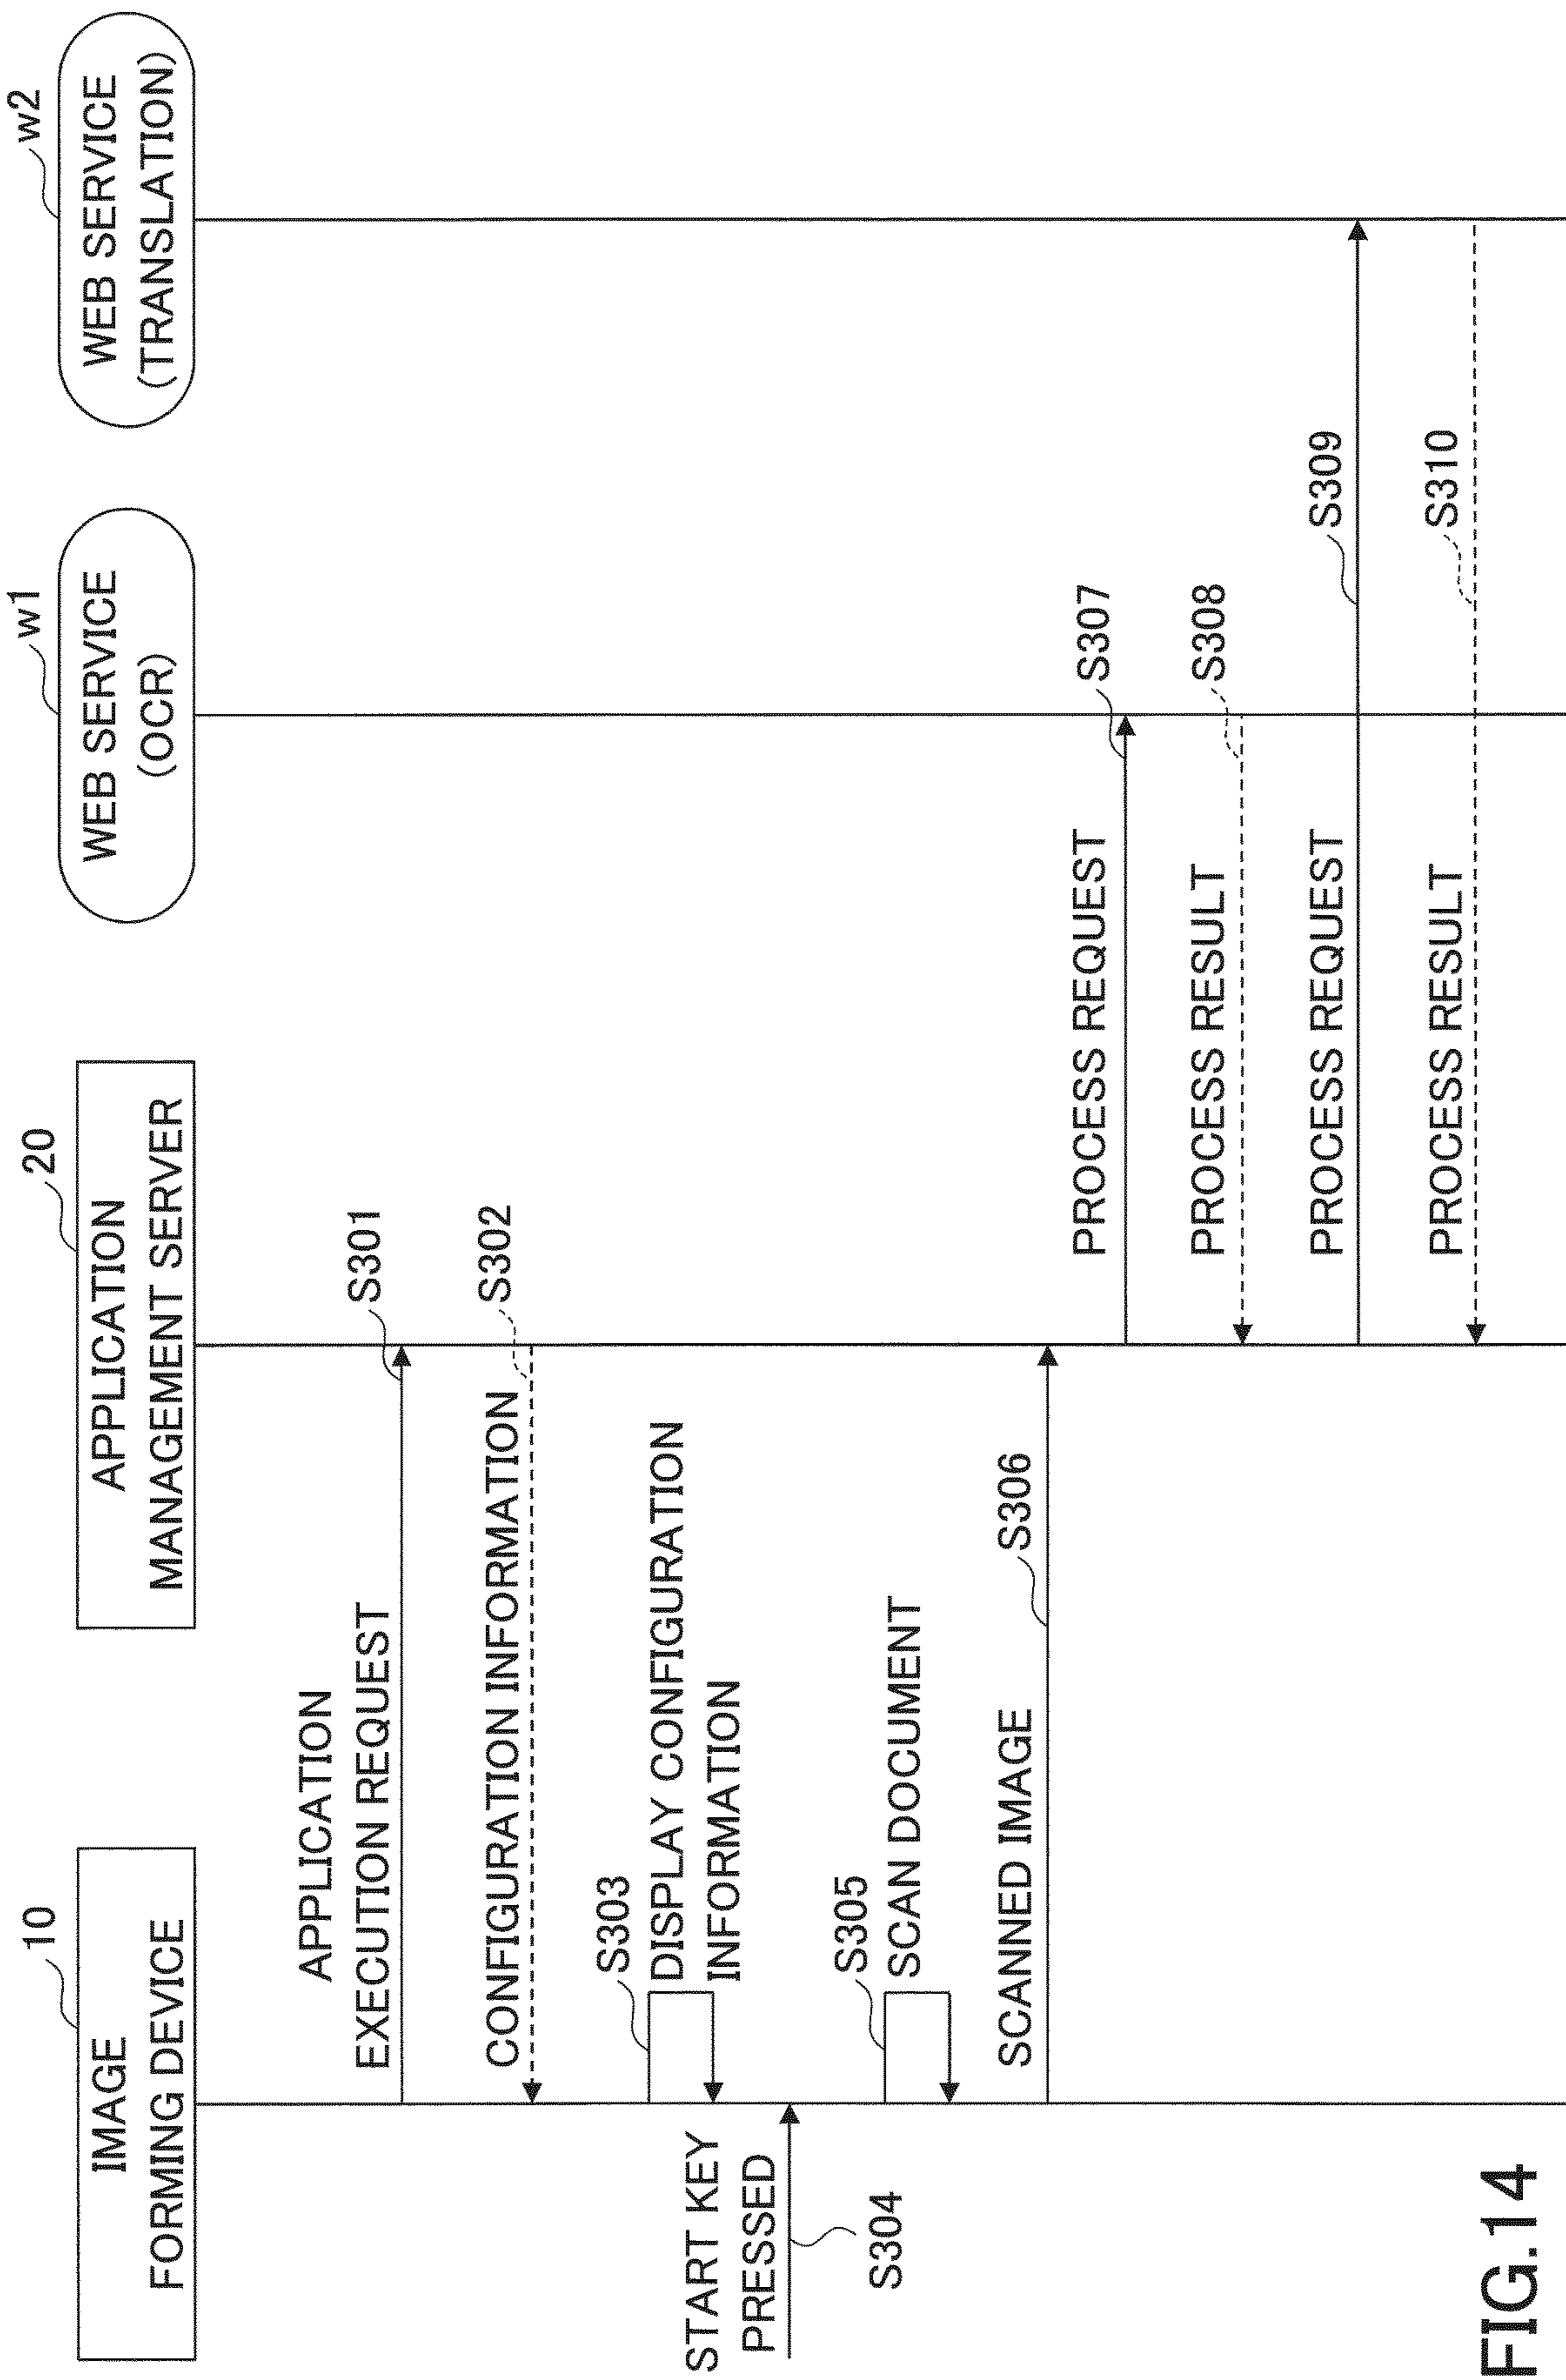 10
IMAGE
FORMING DEVICE
20
APPLICATION
MANAGEMENT SERVER
w1
WEB SERVICE
(OCR)
w2
WEB SERVICE
(TRANSLATION)
APPLICATION
EXECUTION REQUEST
S301
CONFIGURATION INFORMATION
S302
S303
DISPLAY CONFIGURATION
INFORMATION
START KEY
PRESSED
S304
S305
SCAN DOCUMENT
SCANNED IMAGE
S306
PROCESS REQUEST
S307
PROCESS RESULT
S308
PROCESS REQUEST
S309
PROCESS RESULT
S310
FIG.14